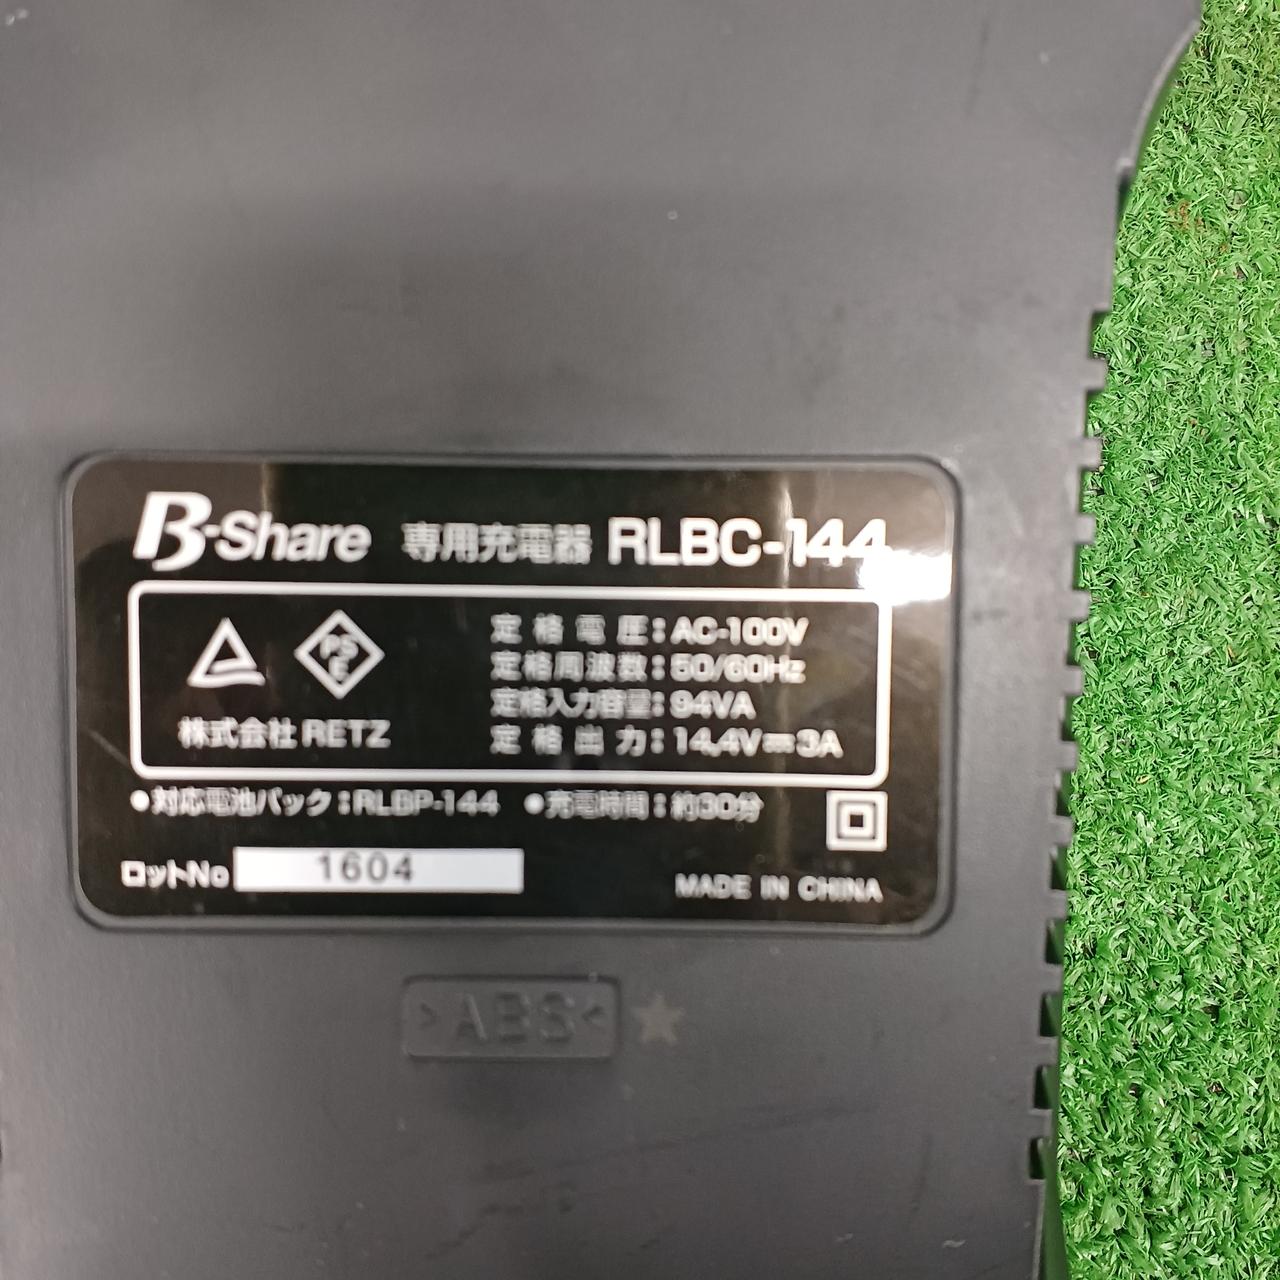 B-Share 専用充電器 RLBC-144
PS
E
株式会社 RETZ
定格電圧：AC-100V
定格周波数：50/60Hz
定格入力容量：94VA
定格出力：14.4V⎓3A
●対応電池パック：RLBP-144 ●充電時間：約30分
ロットNo 1604
MADE IN CHINA
>ABS<